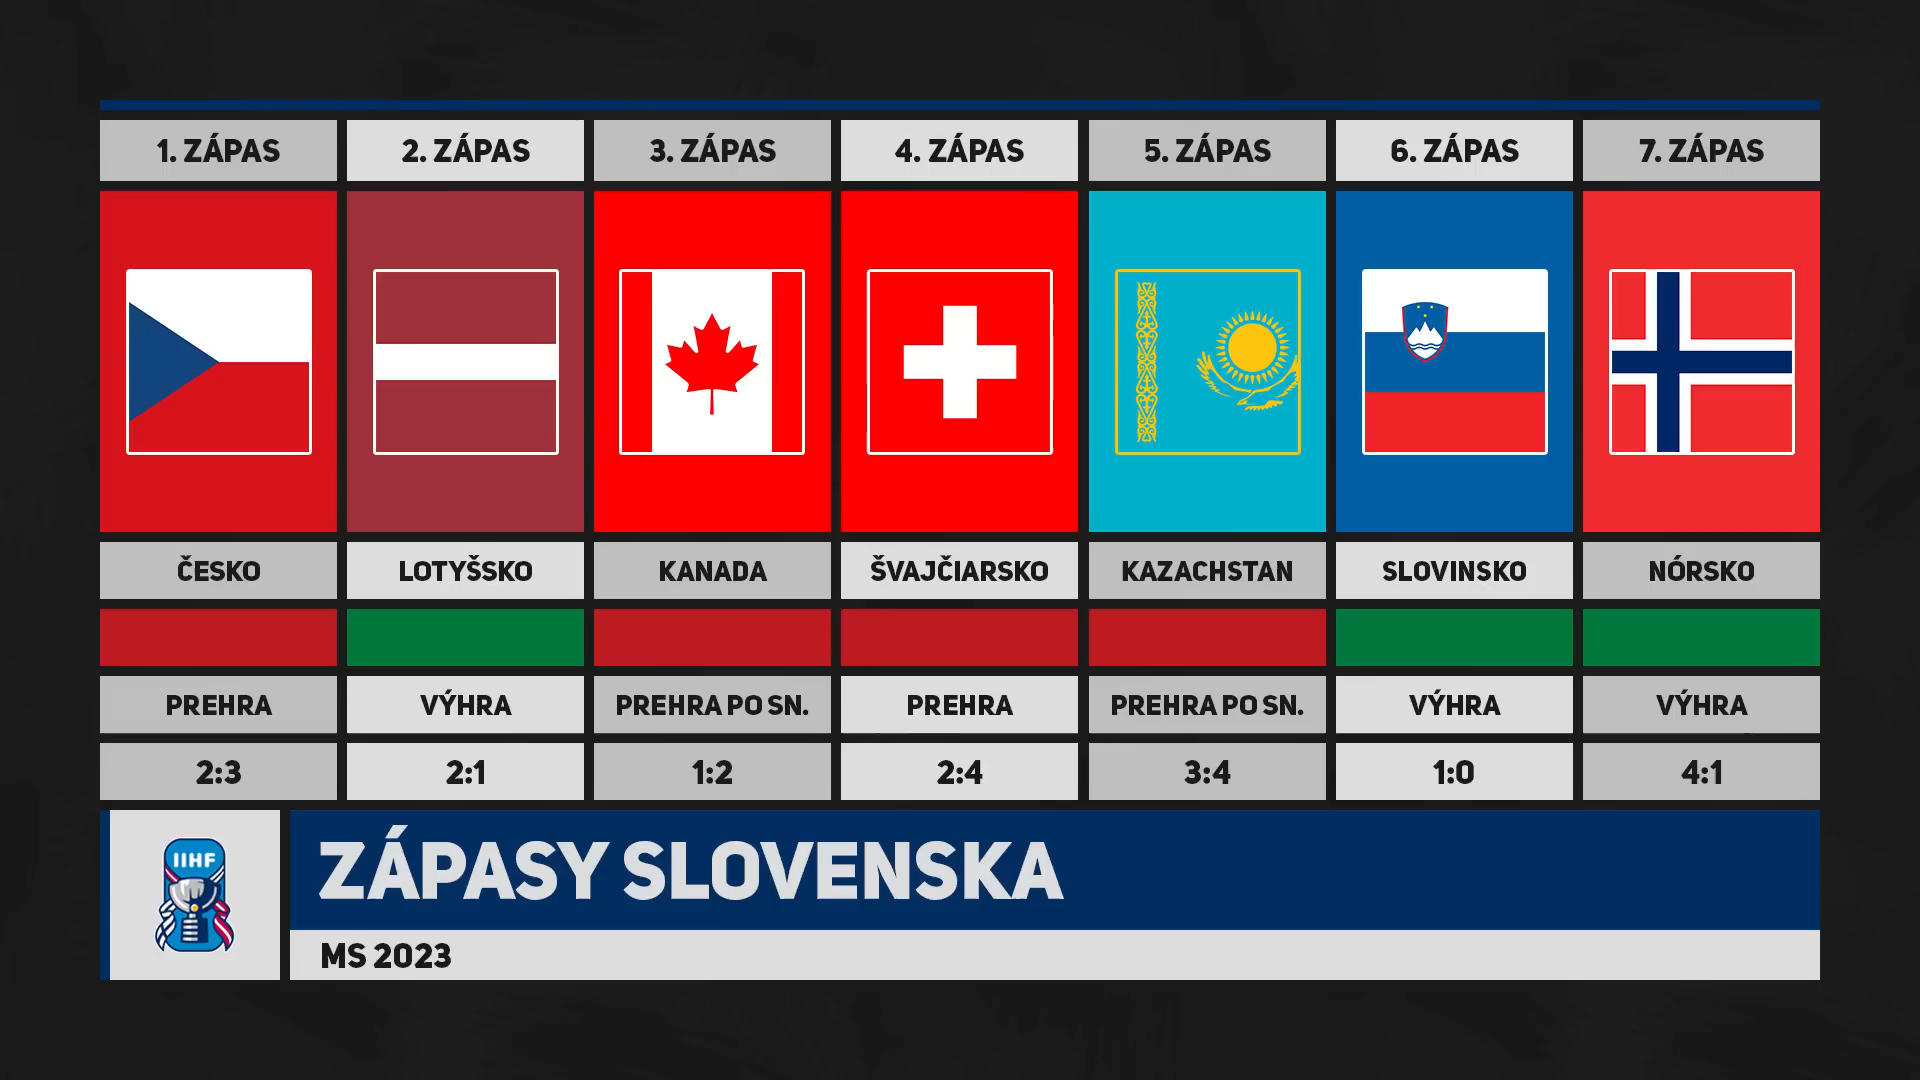 1. ZÁPAS 2. ZÁPAS 3. ZÁPAS 4. ZÁPAS 5. ZÁPAS 6. ZÁPAS 7. ZÁPAS
ČESKO LOTYŠSKO KANADA ŠVAJČIARSKO KAZACHSTAN SLOVINSKO NÓRSKO
PREHRA VÝHRA PREHRA PO SN. PREHRA PREHRA PO SN. VÝHRA VÝHRA
2:3 2:1 1:2 2:4 3:4 1:0 4:1
IIHF
ZÁPASY SLOVENSKA
MS 2023